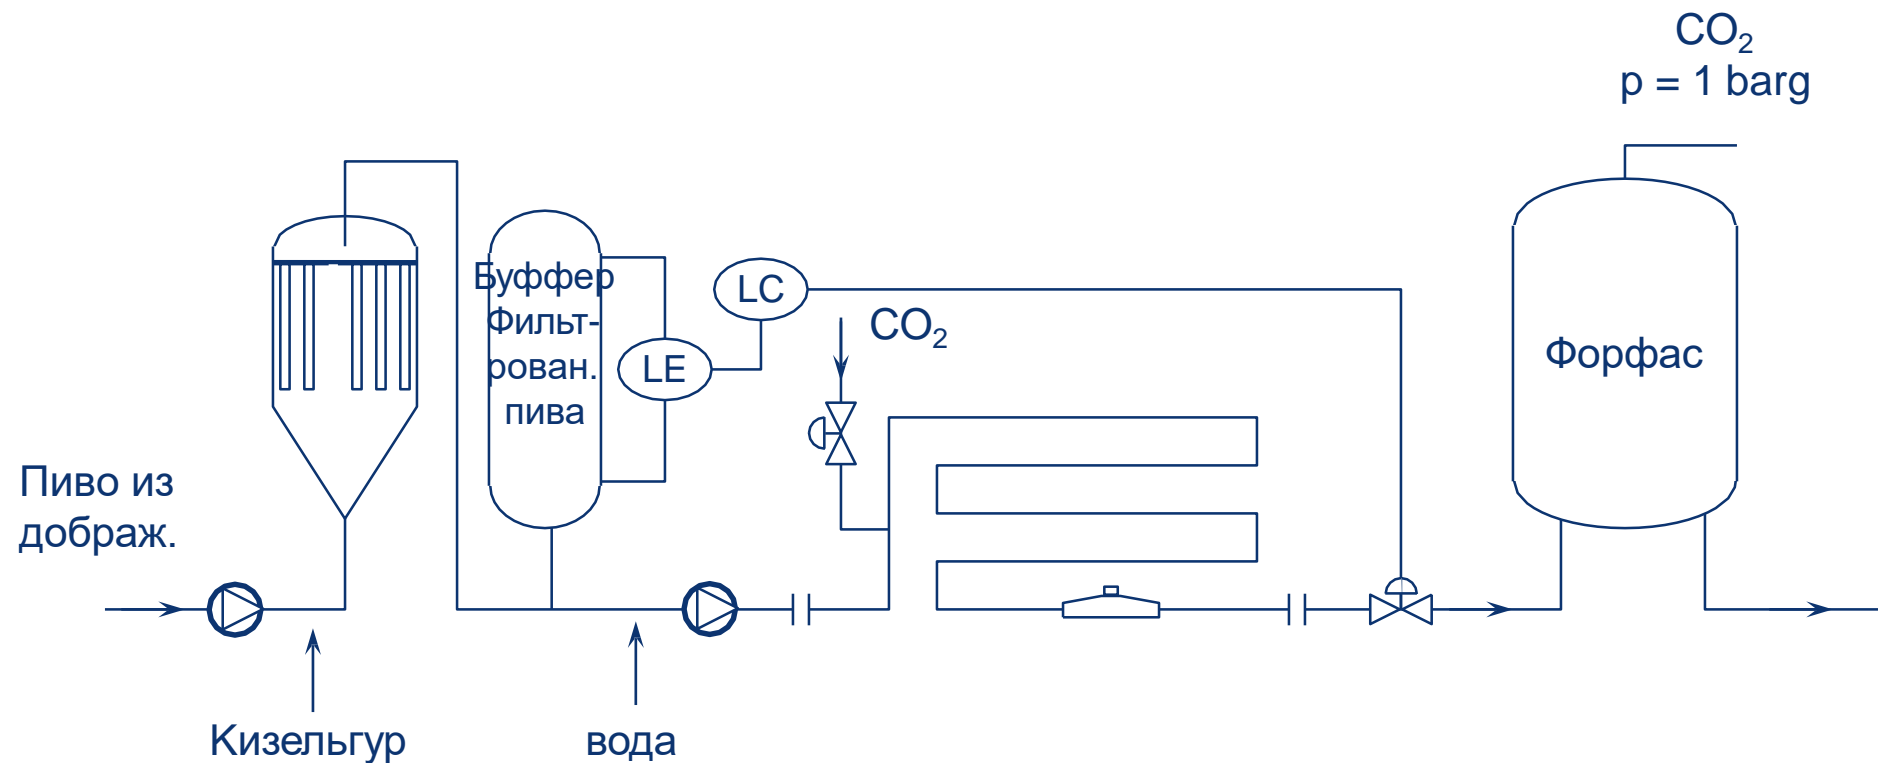 CO₂
p = 1 barg
Буффер
Фильт-
рован.
пива
LE
LC
CO₂
Форфас
Пиво из
дображ.
Кизельгур
вода